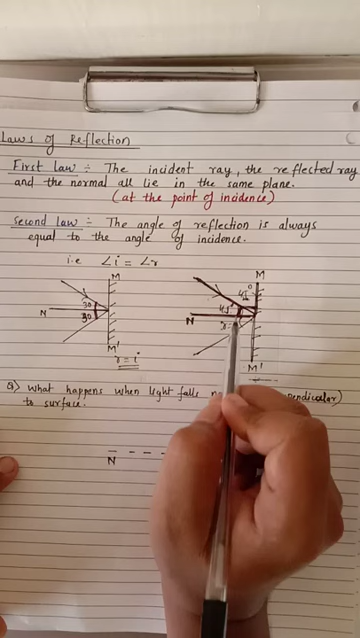 Laws of Reflection
First law :- The incident ray, the reflected ray
and the normal all lie in the same plane.
(at the point of incidence)
Second law :- The angle of reflection is always
equal to the angle of incidence.
i.e ∠i = ∠r
M M
45°
30 45°
N N
30 r=
M' M'
r = i
Q) What happens when light falls
to surface.
N